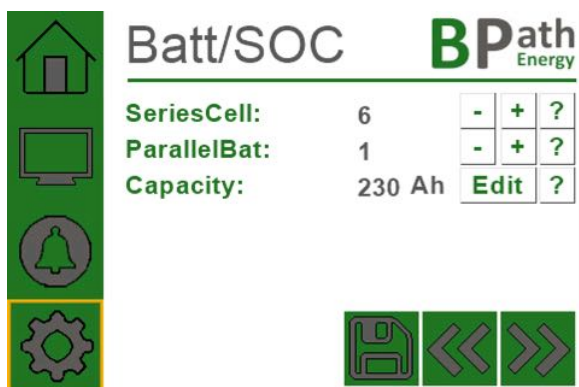 Batt/SOC
BPath
Energy
SeriesCell: 6 - + ?
ParallelBat: 1 - + ?
Capacity: 230 Ah Edit ?